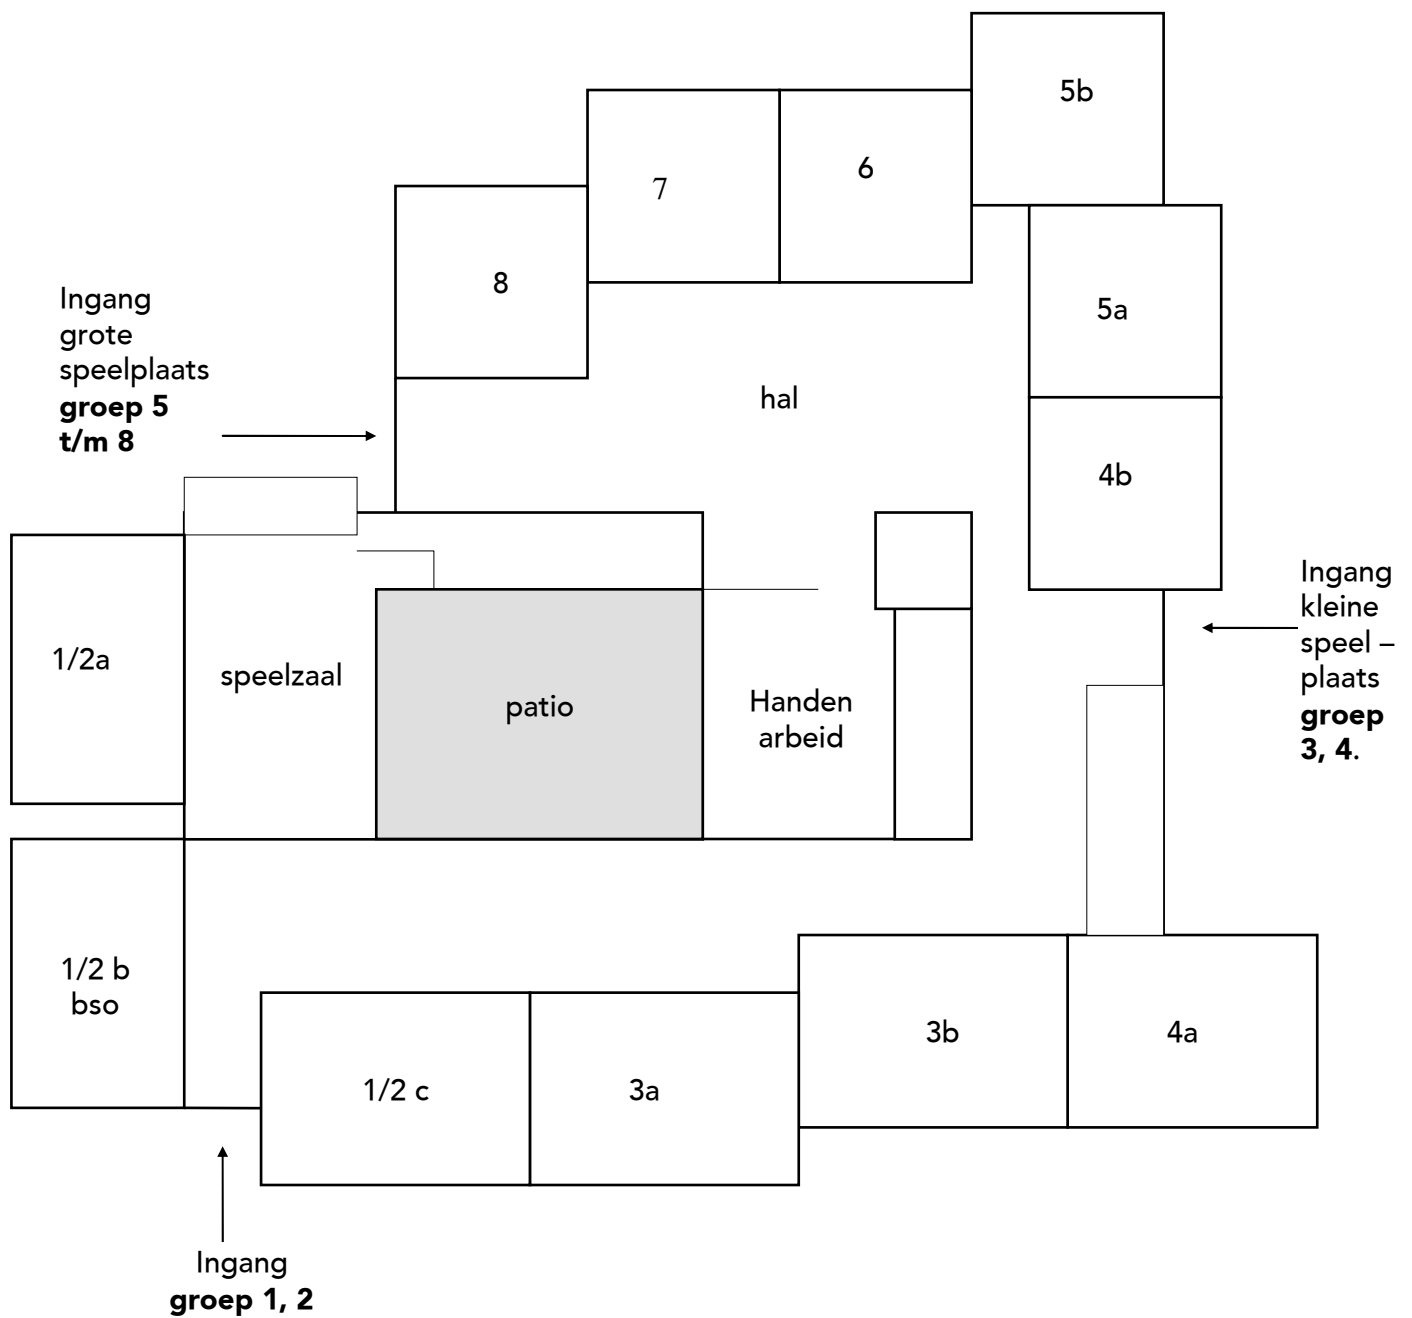 5b
6
7
8
Ingang
grote
speelplaats
groep 5
t/m 8
5a
hal
4b
Ingang
kleine
speel –
plaats
groep
3, 4.
1/2a
speelzaal
patio
Handen
arbeid
1/2 b
bso
3b
4a
1/2 c
3a
Ingang
groep 1, 2